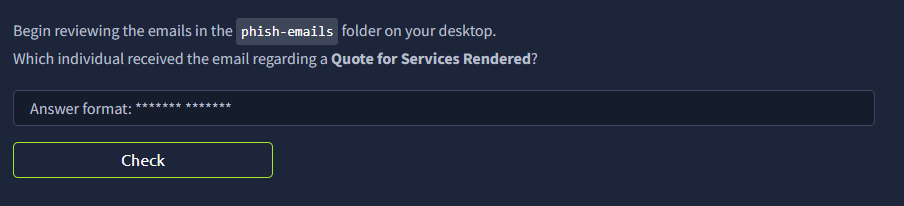 Begin reviewing the emails in the phish-emails folder on your desktop.
Which individual received the email regarding a Quote for Services Rendered?
Answer format: ******* *******
Check